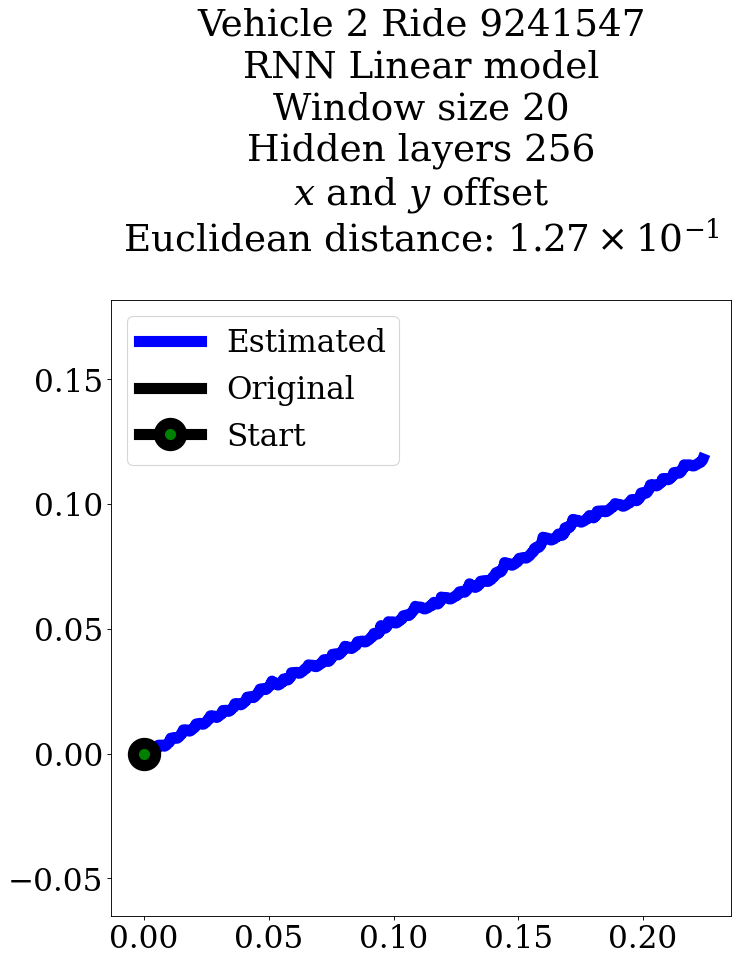 Vehicle 2 Ride 9241547
RNN Linear model
Window size 20
Hidden layers 256
x and y offset
Euclidean distance: 1.27 × 10⁻¹
Estimated
Original
Start
0.15
0.10
0.05
0.00
−0.05
0.00 0.05 0.10 0.15 0.20